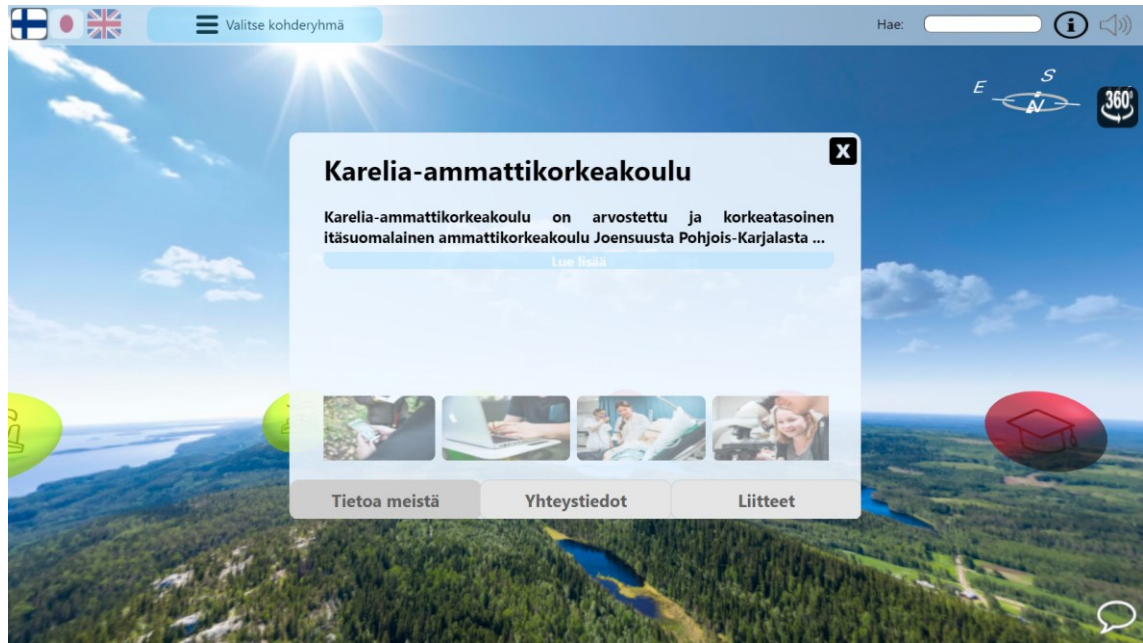 Valitse kohderyhmä
Hae:
i
E
S
N
360°
X
Karelia-ammattikorkeakoulu
Karelia-ammattikorkeakoulu on arvostettu ja korkeatasoinen
itäsuomalainen ammattikorkeakoulu Joensuusta Pohjois-Karjalasta ...
Lue lisää
Tietoa meistä
Yhteystiedot
Liitteet